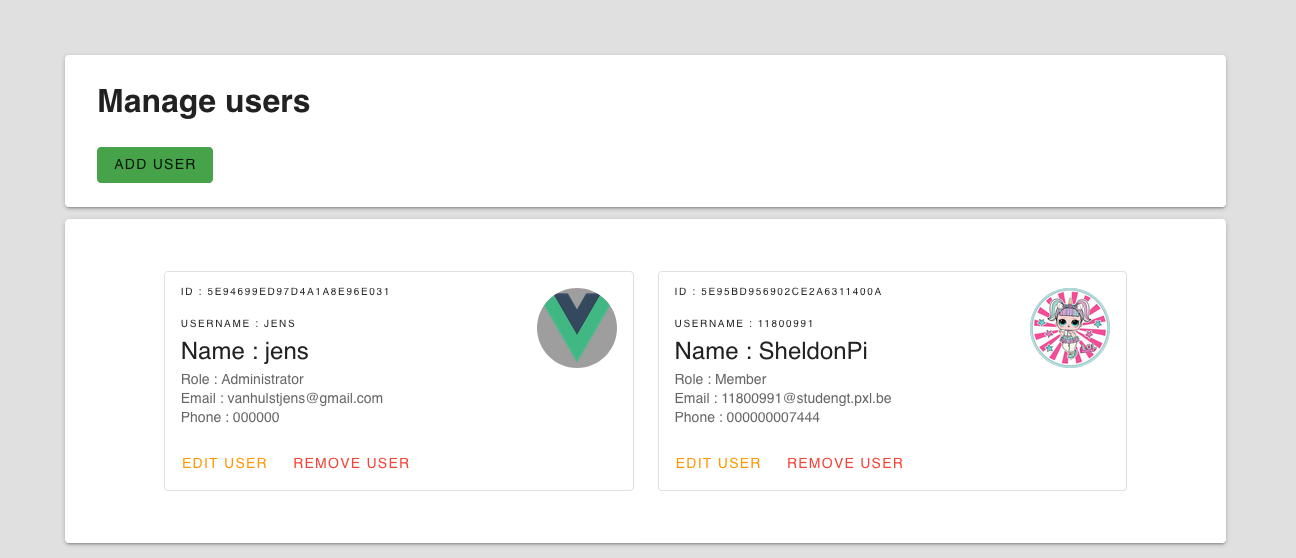 Manage users
ADD USER
ID : 5E94699ED97D4A1A8E96E031
USERNAME : JENS
Name : jens
Role : Administrator
Email : vanhulstjens@gmail.com
Phone : 000000
EDIT USER REMOVE USER
ID : 5E95BD956902CE2A6311400A
USERNAME : 11800991
Name : SheldonPi
Role : Member
Email : 11800991@studengt.pxl.be
Phone : 000000007444
EDIT USER REMOVE USER